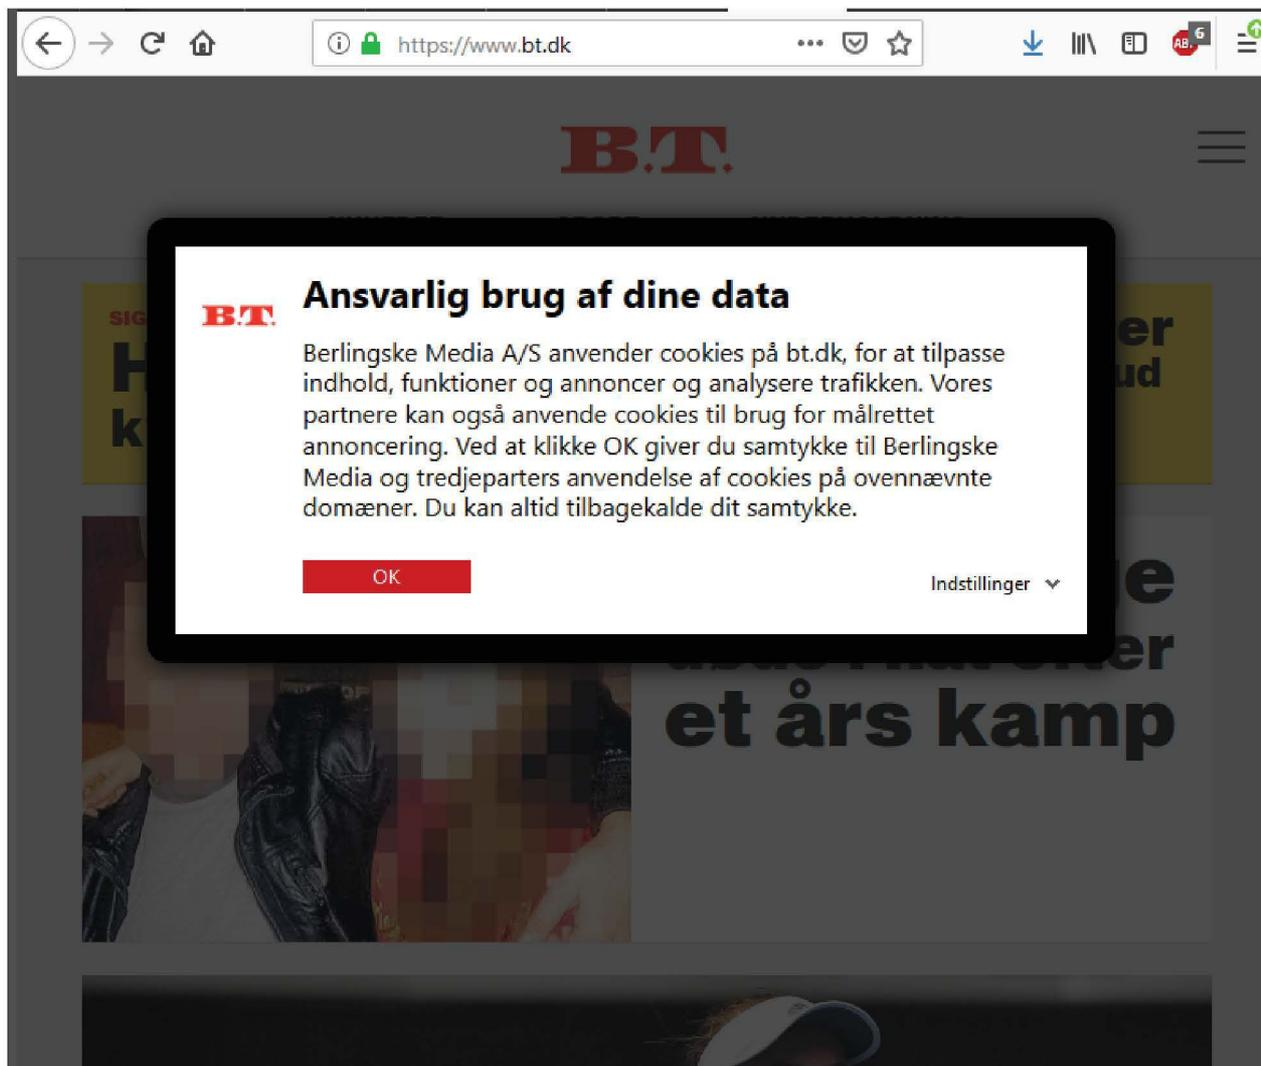 https://www.bt.dk
ABP
6
B.T.
SIG
er
ud
B.T.
Ansvarlig brug af dine data
Berlingske Media A/S anvender cookies på bt.dk, for at tilpasse
indhold, funktioner og annoncer og analysere trafikken. Vores
partnere kan også anvende cookies til brug for målrettet
annoncering. Ved at klikke OK giver du samtykke til Berlingske
Media og tredjeparters anvendelse af cookies på ovennævnte
domæner. Du kan altid tilbagekalde dit samtykke.
OK
Indstillinger
et års kamp